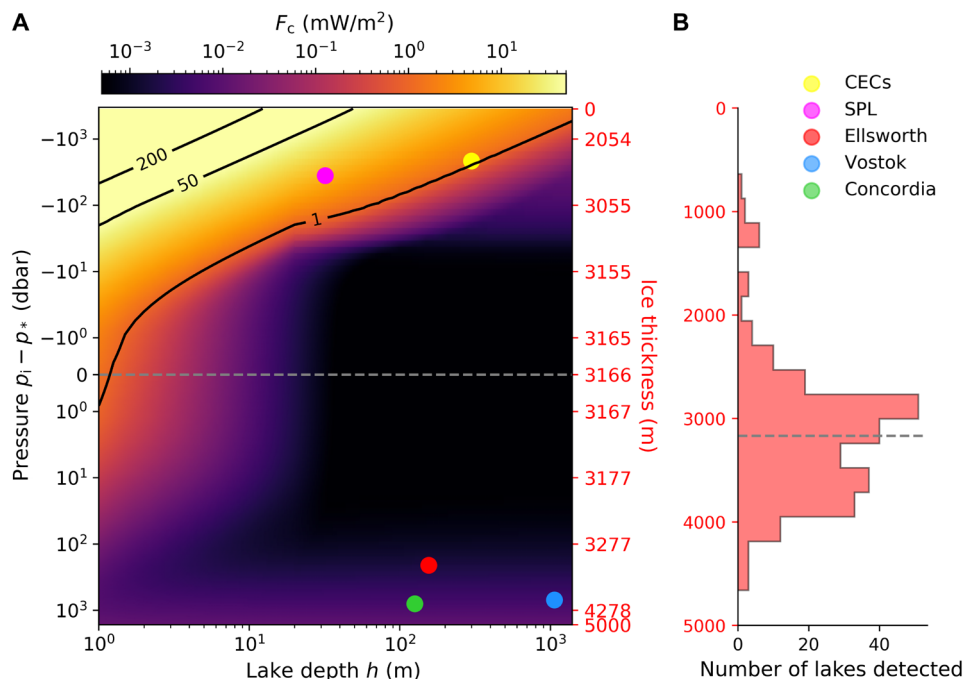 A
F_c (mW/m²)
10⁻³ 10⁻² 10⁻¹ 10⁰ 10¹
B
CECs
SPL
Ellsworth
Vostok
Concordia
Pressure p_i − p_* (dbar)
−10³
−10²
−10¹
−10⁰
0
10⁰
10¹
10²
10³
200
50
1
0
2054
3055
3155
3165
3166
3167
3177
3277
4278
5000
Ice thickness (m)
10⁰ 10¹ 10² 10³
Lake depth h (m)
0
1000
2000
3000
4000
5000
0 20 40
Number of lakes detected